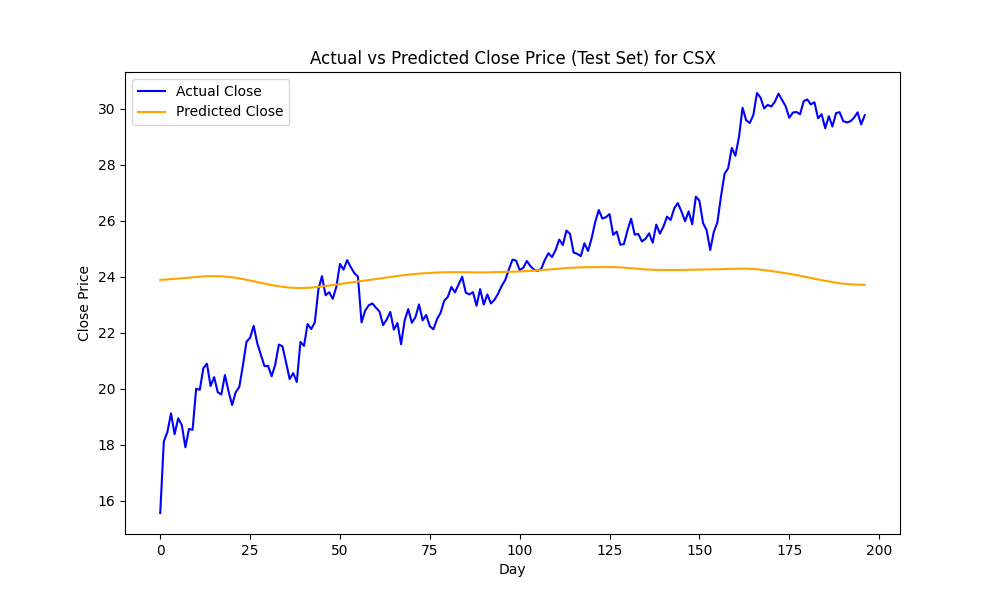 Actual vs Predicted Close Price (Test Set) for CSX
Actual Close
Predicted Close
Close Price
30
28
26
24
22
20
18
16
0 25 50 75 100 125 150 175 200
Day